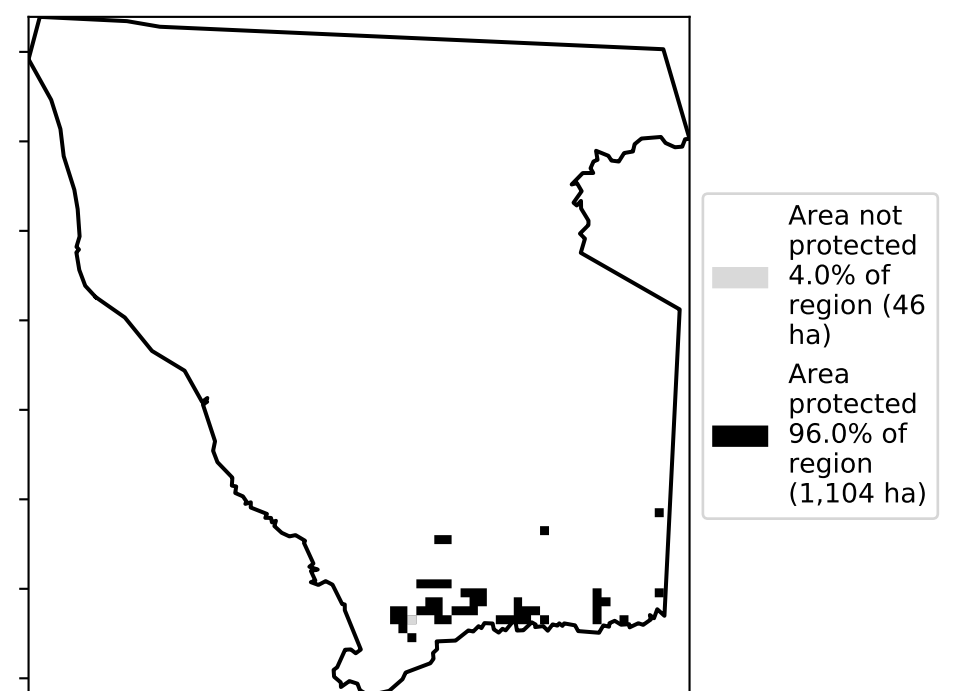 Area not
protected
4.0% of
region (46
ha)
Area
protected
96.0% of
region
(1,104 ha)